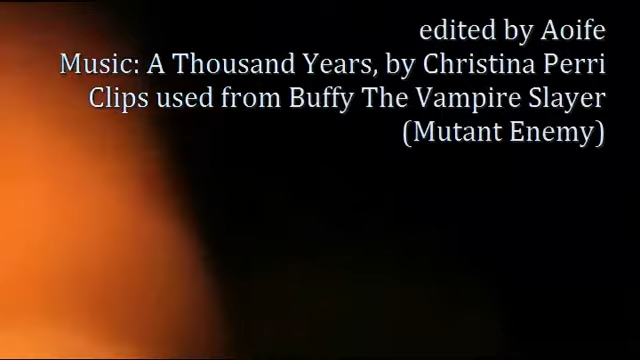 edited by Aoife
Music: A Thousand Years, by Christina Perri
Clips used from Buffy The Vampire Slayer
(Mutant Enemy)